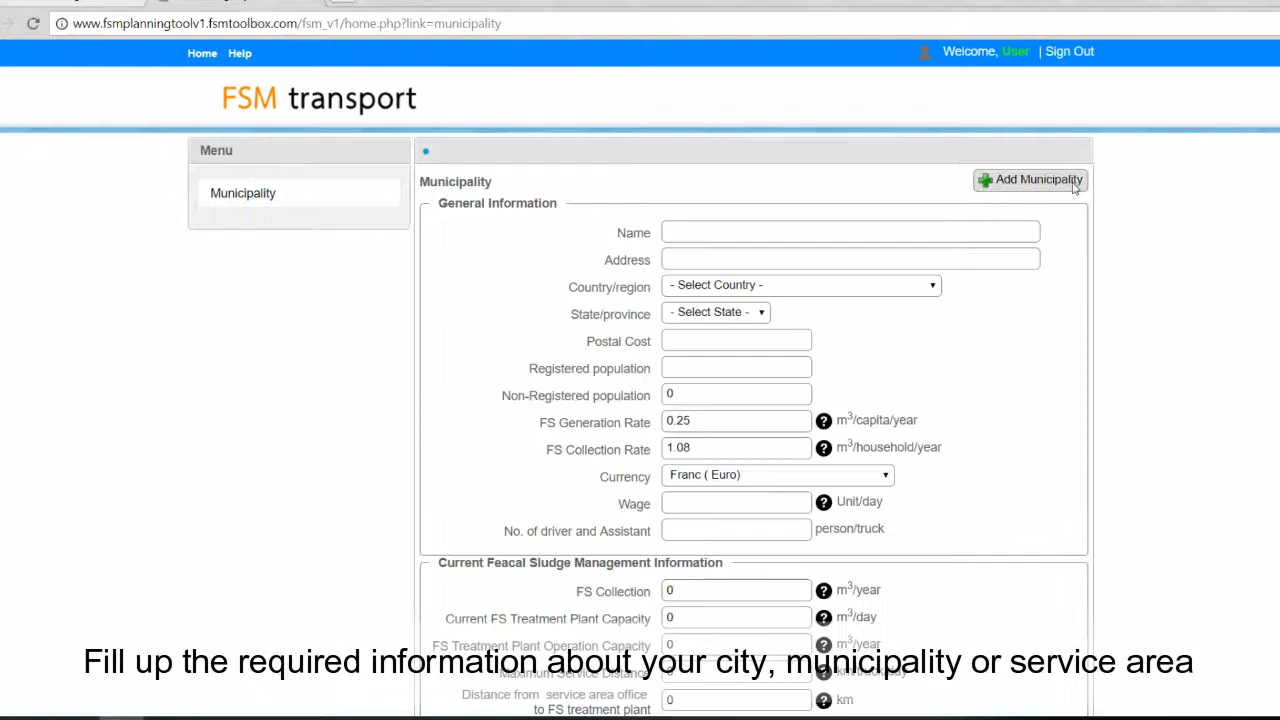 www.fsmplanningtoolv1.fsmtoolbox.com/fsm_v1/home.php?link=municipality
Home Help Welcome, User | Sign Out
FSM transport
Menu
Municipality
Municipality Add Municipality
General Information
Name
Address
Country/region - Select Country -
State/province - Select State -
Postal Cost
Registered population
Non-Registered population 0
FS Generation Rate 0.25 ? m³/capita/year
FS Collection Rate 1.08 ? m³/household/year
Currency Franc ( Euro)
Wage ? Unit/day
No. of driver and Assistant person/truck
Current Feacal Sludge Management Information
FS Collection 0 ? m³/year
Current FS Treatment Plant Capacity 0 ? m³/day
FS Treatment Plant Operation Capacity 0 ? m³/year
Fill up the required information about your city, municipality or service area
Maximum Service Distance 0 ?
Distance from service area office
to FS treatment plant 0 ? km